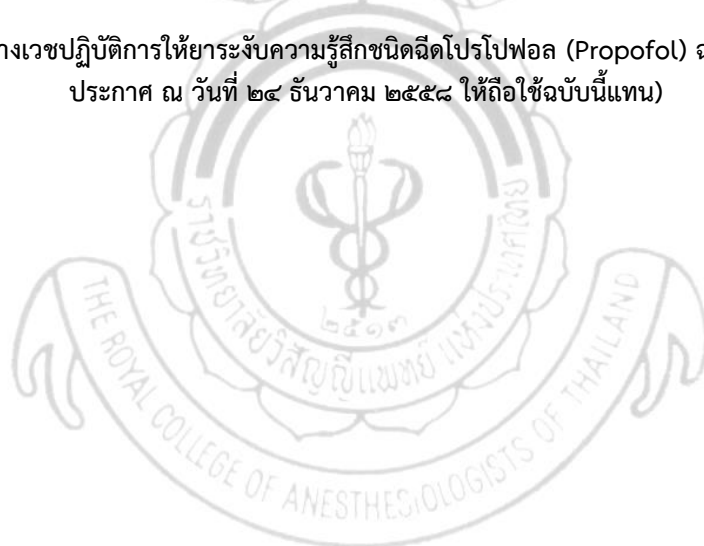 างเวชปฏิบัติการให้ยาระงับความรู้สึกชนิดฉีดโปรโปฟอล (Propofol) ฉ
ประกาศ ณ วันที่ ๒๔ ธันวาคม ๒๕๕๘ ให้ถือใช้ฉบับนี้แทน)
ราชวิทยาลัยวิสัญญีแพทย์ แห่งประเทศไทย
๒๕๑๓
THE ROYAL COLLEGE OF ANESTHESIOLOGISTS OF THAILAND